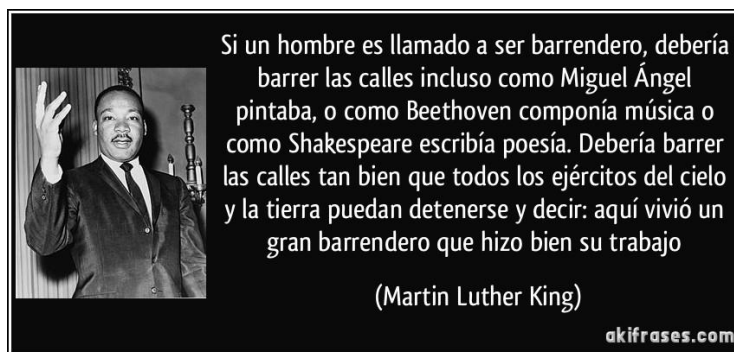 Si un hombre es llamado a ser barrendero, debería
barrer las calles incluso como Miguel Ángel
pintaba, o como Beethoven componía música o
como Shakespeare escribía poesía. Debería barrer
las calles tan bien que todos los ejércitos del cielo
y la tierra puedan detenerse y decir: aquí vivió un
gran barrendero que hizo bien su trabajo
(Martin Luther King)
akifrases.com